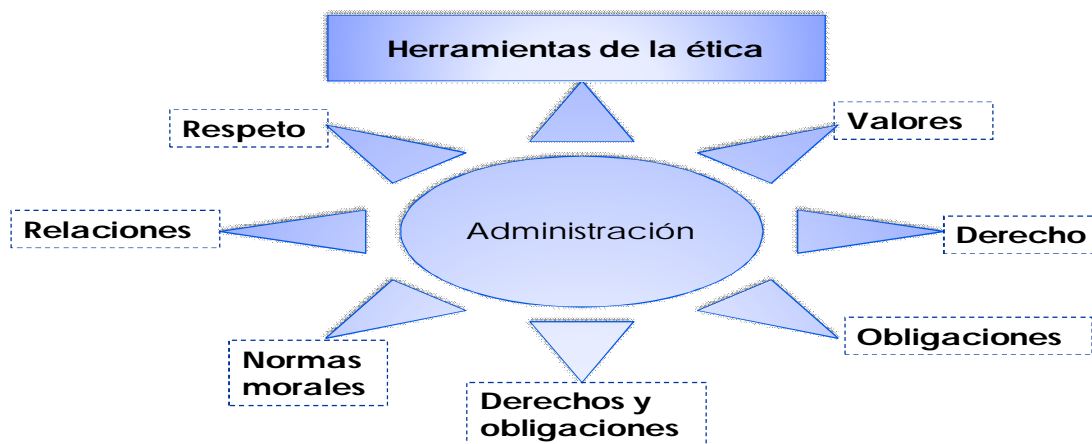 Herramientas de la ética
Respeto
Valores
Relaciones
Administración
Derecho
Obligaciones
Normas
morales
Derechos y
obligaciones